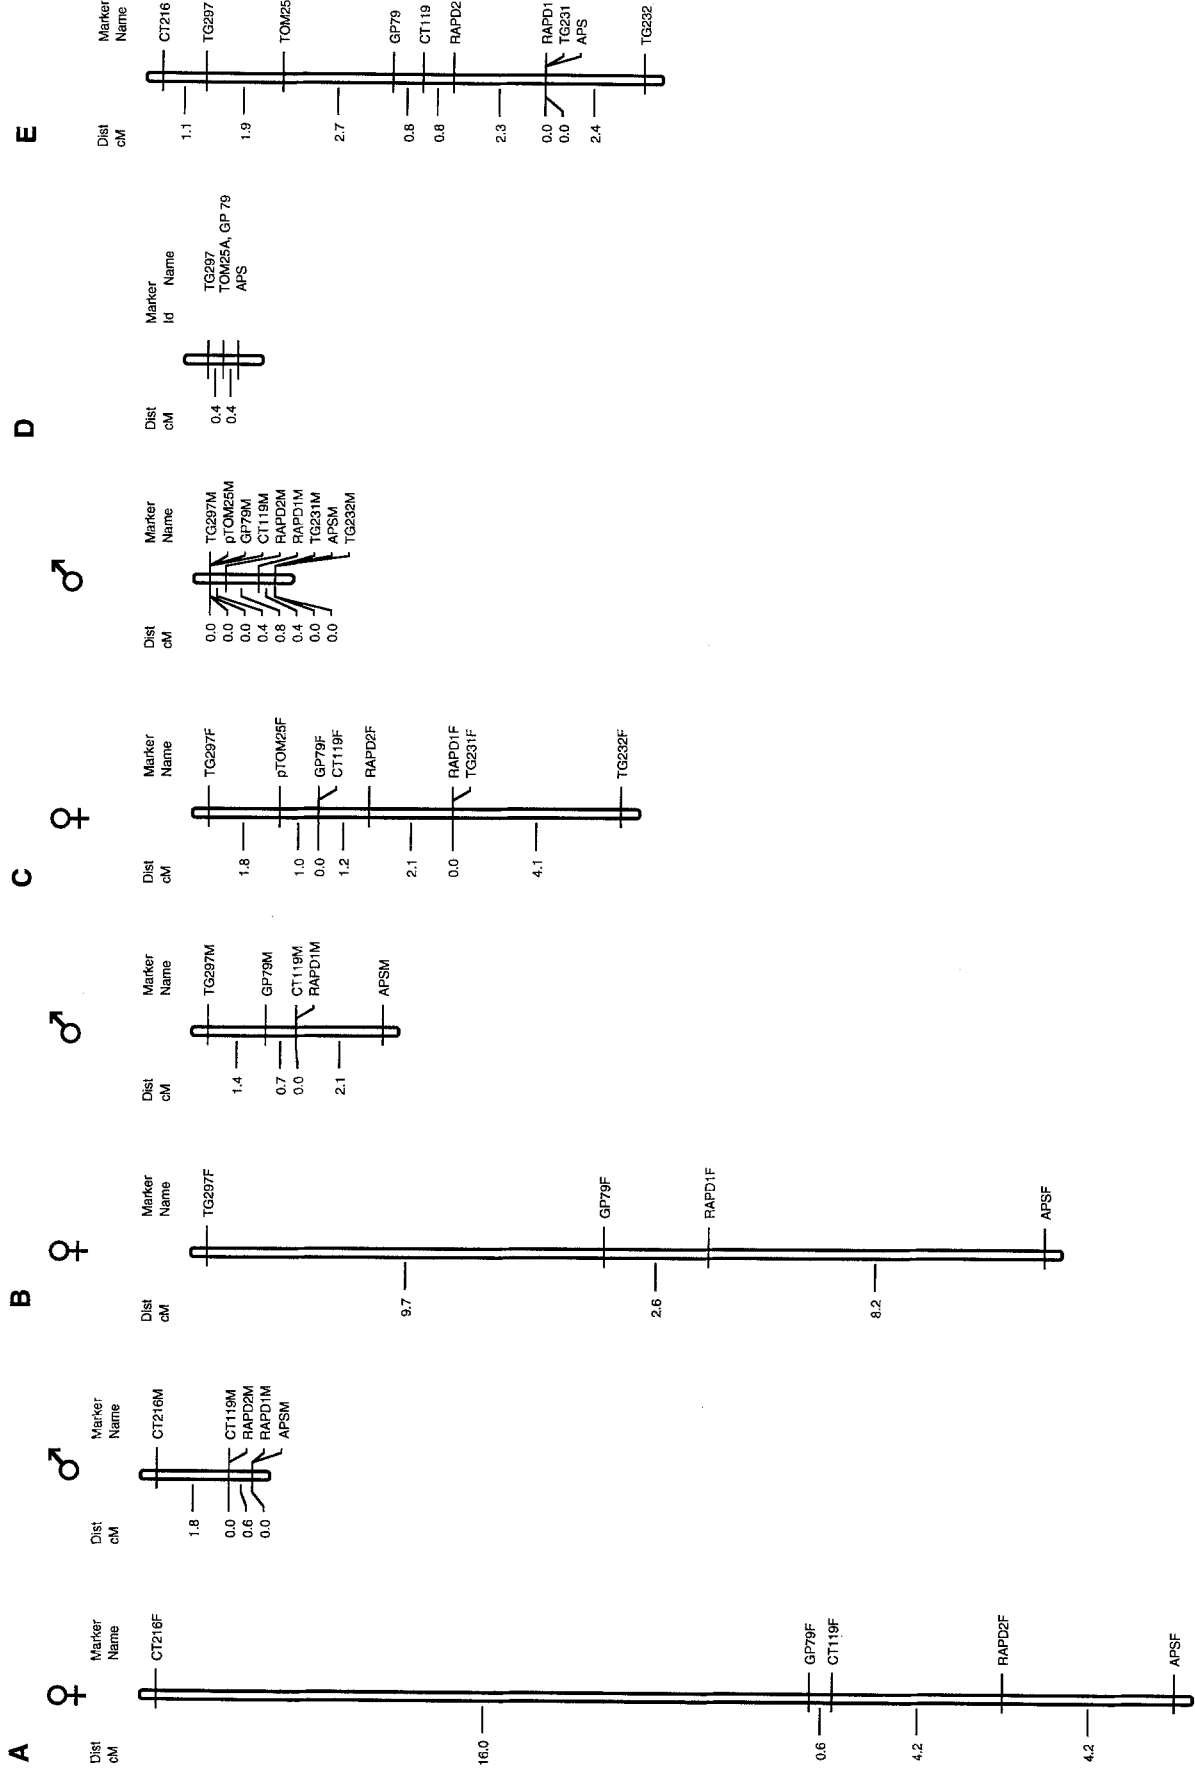 A
♀
Dist
cM
Marker
Name
CT216F
16.0
GP79F
0.6
CT119F
4.2
RAPD2F
4.2
APSF
♂
Dist
cM
Marker
Name
CT216M
1.8
CT119M
0.0
RAPD2M
0.6
RAPD1M
0.0
APSM
B
♀
Dist
cM
Marker
Name
TG297F
9.7
GP79F
2.6
RAPD1F
8.2
APSF
♂
Dist
cM
Marker
Name
TG297M
1.4
GP79M
0.7
CT119M
0.0
RAPD1M
2.1
APSM
C
♀
Dist
cM
Marker
Name
TG297F
1.8
pTOM25F
1.0
GP79F
0.0
CT119F
1.2
RAPD2F
2.1
RAPD1F
0.0
TG231F
4.1
TG232F
♂
Dist
cM
Marker
Name
TG297M
0.0
pTOM25M
0.0
GP79M
0.0
CT119M
0.4
RAPD2M
0.8
RAPD1M
0.4
TG231M
0.0
APSM
0.0
TG232M
D
Dist
cM
Marker
Id Name
TG297
0.4
TOM25A, GP 79
0.4
APS
E
Dist
cM
Marker
Name
CT216
1.1
TG297
1.9
TOM25
2.7
GP79
0.8
CT119
0.8
RAPD2
2.3
RAPD1
0.0
TG231
0.0
APS
2.4
TG232